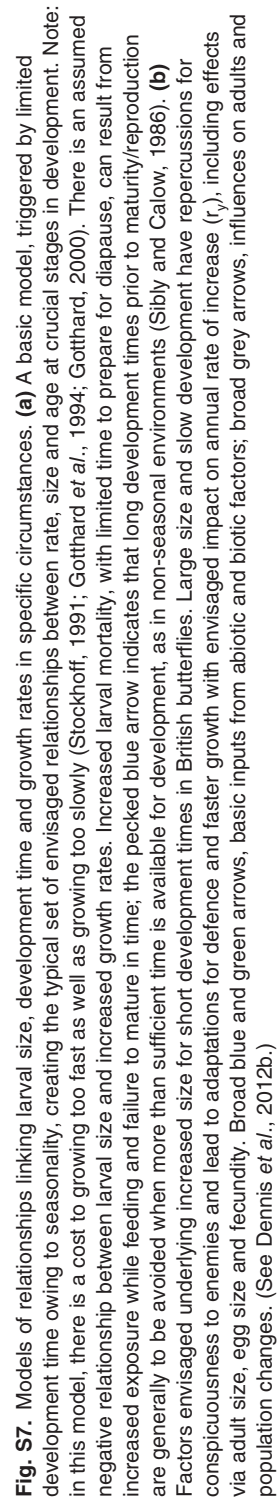 Fig. S7. Models of relationships linking larval size, development time and growth rates in specific circumstances. (a) A basic model, triggered by limited
development time owing to seasonality, creating the typical set of envisaged relationships between rate, size and age at crucial stages in development. Note:
in this model, there is a cost to growing too fast as well as growing too slowly (Stockhoff, 1991; Gotthard et al., 1994; Gotthard, 2000). There is an assumed
negative relationship between larval size and increased growth rates. Increased larval mortality, with limited time to prepare for diapause, can result from
increased exposure while feeding and failure to mature in time; the pecked blue arrow indicates that long development times prior to maturity/reproduction
are generally to be avoided when more than sufficient time is available for development, as in non-seasonal environments (Sibly and Calow, 1986). (b)
Factors envisaged underlying increased size for short development times in British butterflies. Large size and slow development have repercussions for
conspicuousness to enemies and lead to adaptations for defence and faster growth with envisaged impact on annual rate of increase (ry), including effects
via adult size, egg size and fecundity. Broad blue and green arrows, basic inputs from abiotic and biotic factors; broad grey arrows, influences on adults and
population changes. (See Dennis et al., 2012b.)